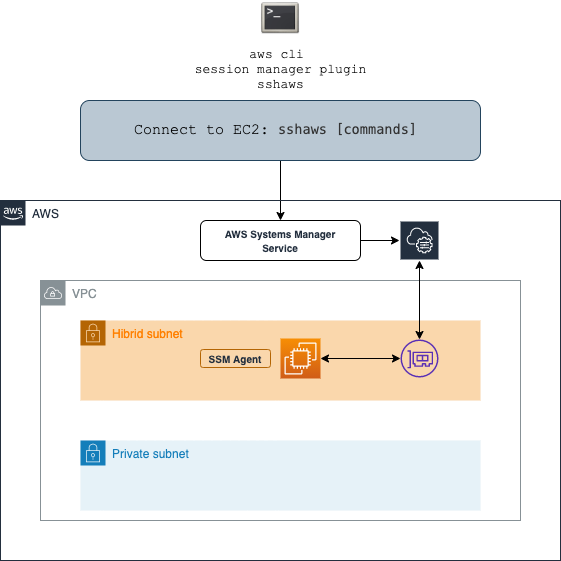 >_
aws cli
session manager plugin
sshaws
Connect to EC2: sshaws [commands]
aws
AWS
AWS Systems Manager
Service
VPC
Hibrid subnet
SSM Agent
Private subnet